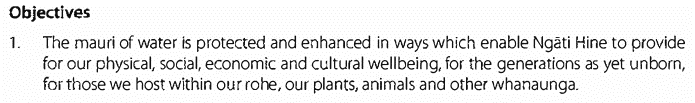 Objectives
1. The mauri of water is protected and enhanced in ways which enable Ngāti Hine to provide
for our physical, social, economic and cultural wellbeing, for the generations as yet unborn,
for those we host within our rohe, our plants, animals and other whanaunga.